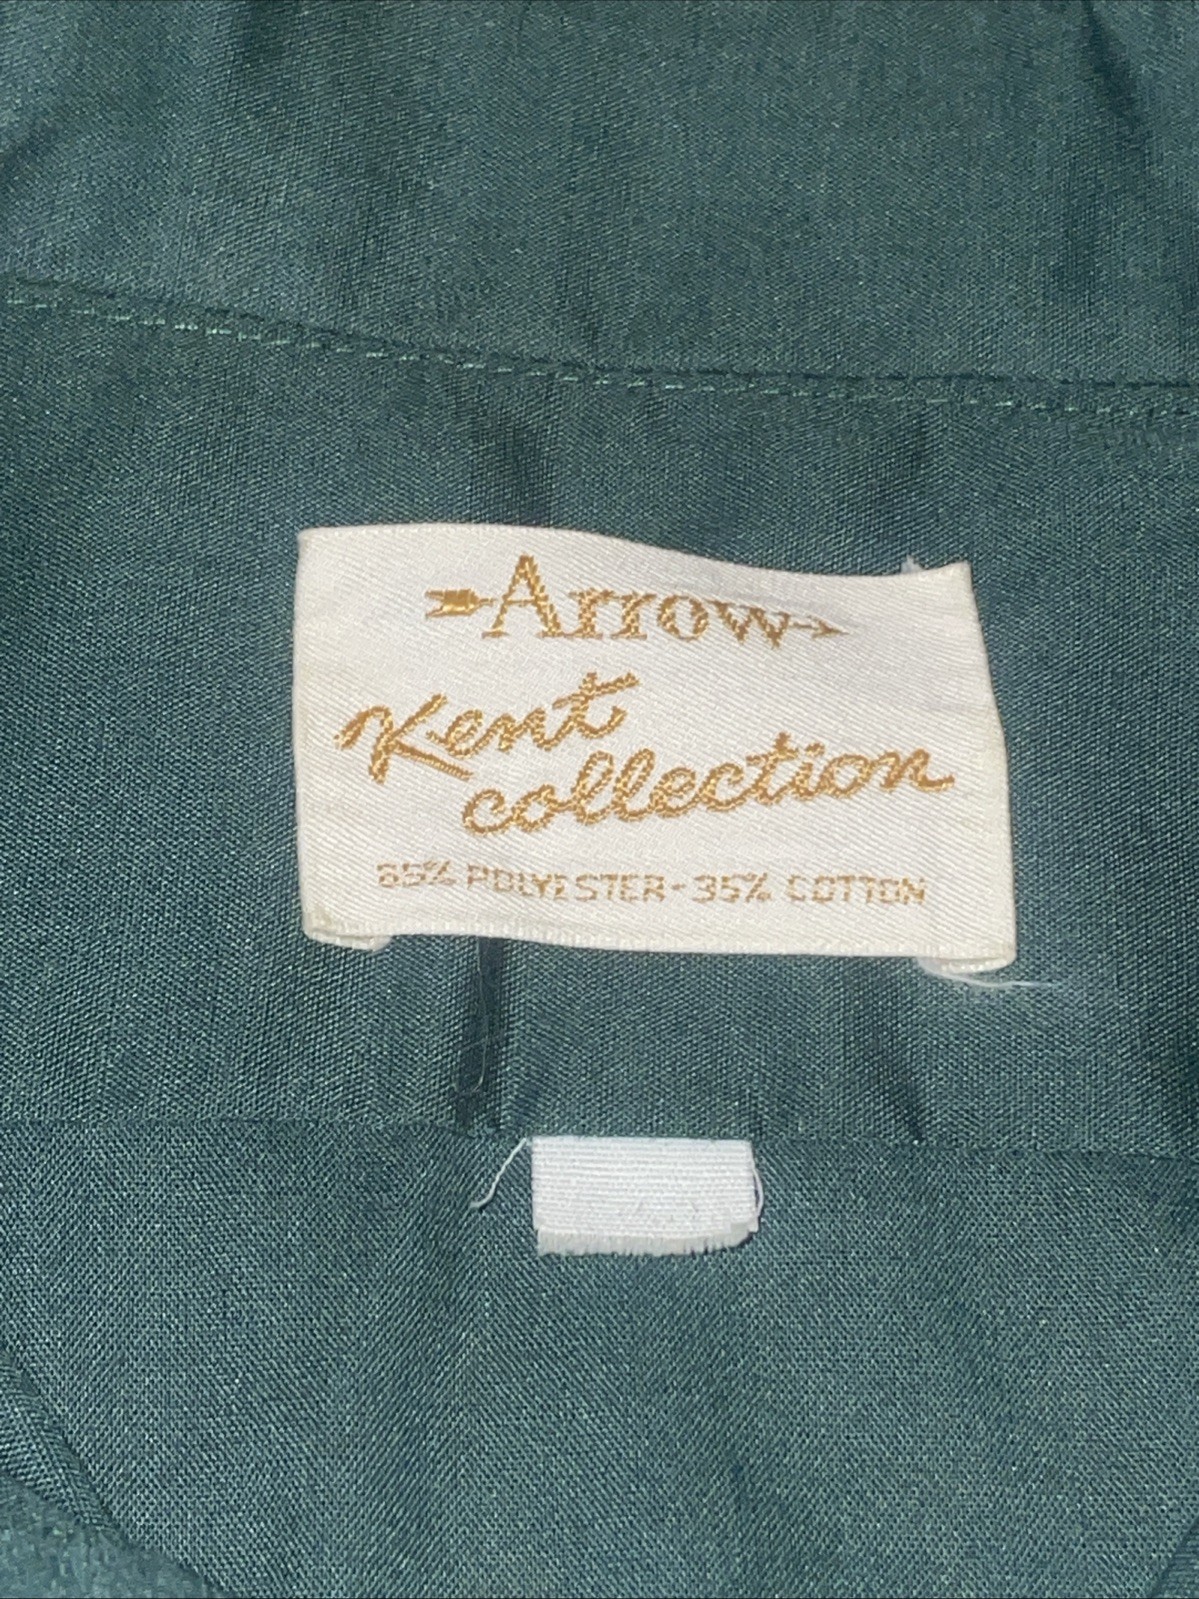 Arrow
Kent
collection
65% POLYESTER-35% COTTON